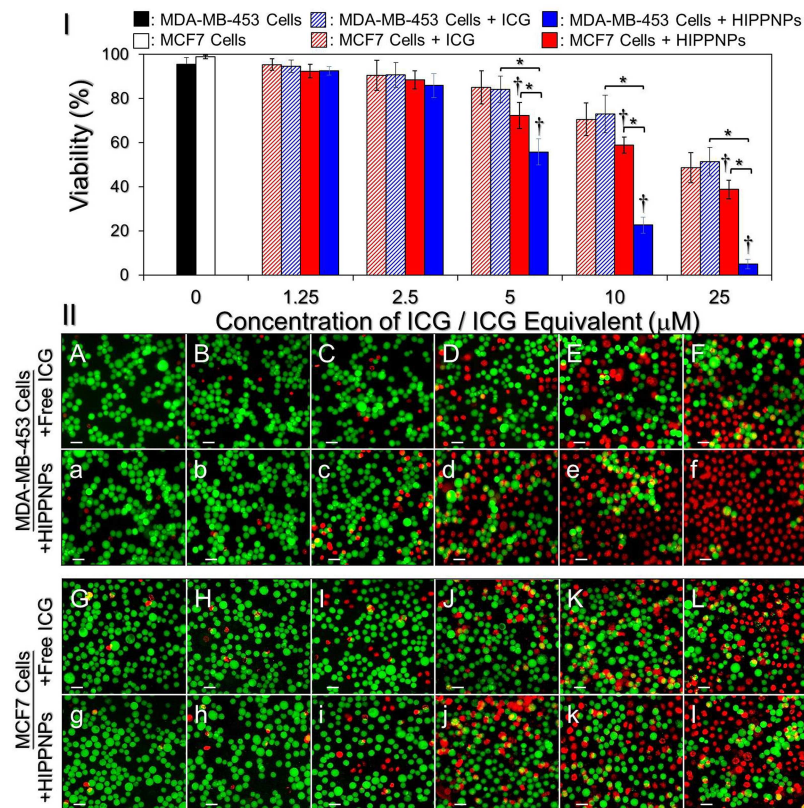 I
: MDA-MB-453 Cells : MDA-MB-453 Cells + ICG : MDA-MB-453 Cells + HIPPNPs
: MCF7 Cells : MCF7 Cells + ICG : MCF7 Cells + HIPPNPs
Viability (%)
100
80
60
40
20
0
* † * †
* † * †
* † * †
0 1.25 2.5 5 10 25
Concentration of ICG / ICG Equivalent (μM)
II
MDA-MB-453 Cells
+Free ICG
+HIPPNPs
A B C D E F
a b c d e f
MCF7 Cells
+Free ICG
+HIPPNPs
G H I J K L
g h i j k l